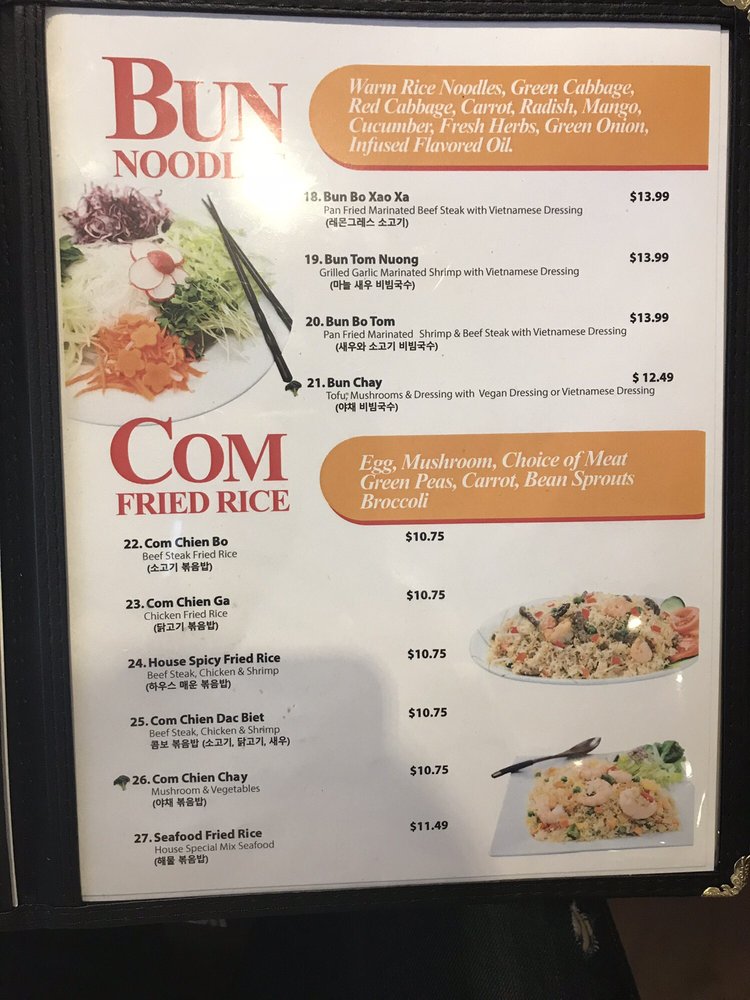 BUN
NOODL
Warm Rice Noodles, Green Cabbage,
Red Cabbage, Carrot, Radish, Mango,
Cucumber, Fresh Herbs, Green Onion,
Infused Flavored Oil.
18. Bun Bo Xao Xa $13.99
Pan Fried Marinated Beef Steak with Vietnamese Dressing
(레몬그레스 소고기)
19. Bun Tom Nuong $13.99
Grilled Garlic Marinated Shrimp with Vietnamese Dressing
(마늘 새우 비빔국수)
20. Bun Bo Tom $13.99
Pan Fried Marinated Shrimp & Beef Steak with Vietnamese Dressing
(새우와 소고기 비빔국수)
21. Bun Chay $ 12.49
Tofu, Mushrooms & Dressing with Vegan Dressing or Vietnamese Dressing
(야채 비빔국수)
COM
FRIED RICE
Egg, Mushroom, Choice of Meat
Green Peas, Carrot, Bean Sprouts
Broccoli
22. Com Chien Bo $10.75
Beef Steak Fried Rice
(소고기 볶음밥)
23. Com Chien Ga $10.75
Chicken Fried Rice
(닭고기 볶음밥)
24. House Spicy Fried Rice $10.75
Beef Steak, Chicken & Shrimp
(하우스 매운 볶음밥)
25. Com Chien Dac Biet $10.75
Beef Steak, Chicken & Shrimp
콤보 볶음밥 (소고기, 닭고기, 새우)
26. Com Chien Chay $10.75
Mushroom & Vegetables
(야채 볶음밥)
27. Seafood Fried Rice $11.49
House Special Mix Seafood
(해물 볶음밥)